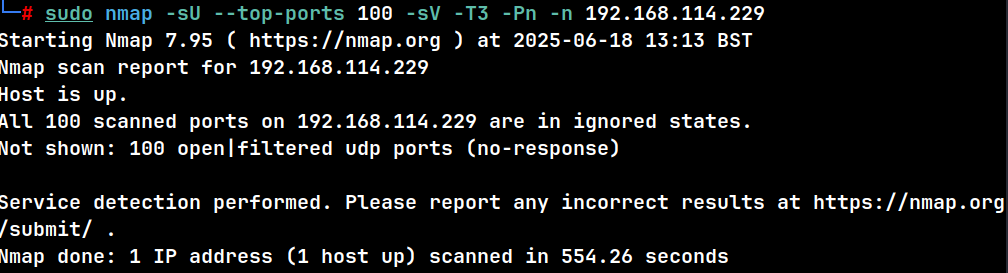 └─# sudo nmap -sU --top-ports 100 -sV -T3 -Pn -n 192.168.114.229
Starting Nmap 7.95 ( https://nmap.org ) at 2025-06-18 13:13 BST
Nmap scan report for 192.168.114.229
Host is up.
All 100 scanned ports on 192.168.114.229 are in ignored states.
Not shown: 100 open|filtered udp ports (no-response)
Service detection performed. Please report any incorrect results at https://nmap.org
/submit/ .
Nmap done: 1 IP address (1 host up) scanned in 554.26 seconds